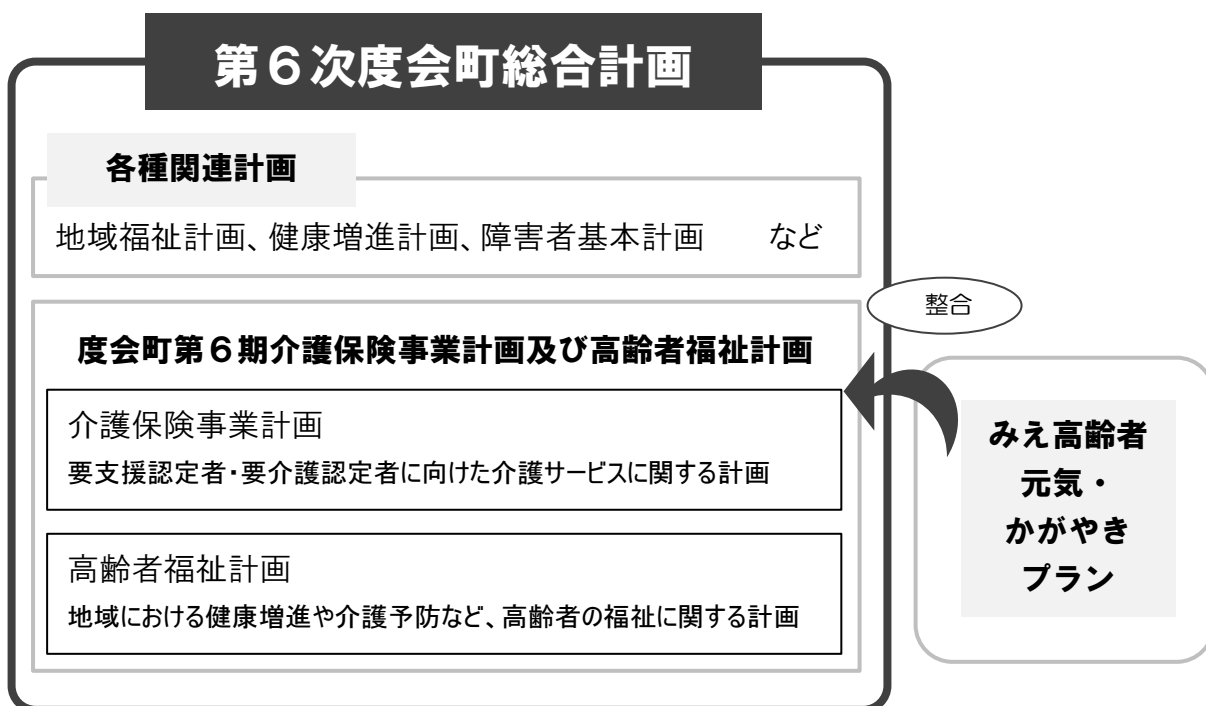 第６次度会町総合計画
各種関連計画
地域福祉計画、健康増進計画、障害者基本計画　　など
整合
度会町第６期介護保険事業計画及び高齢者福祉計画
介護保険事業計画
要支援認定者・要介護認定者に向けた介護サービスに関する計画
高齢者福祉計画
地域における健康増進や介護予防など、高齢者の福祉に関する計画
みえ高齢者
元気・
かがやき
プラン